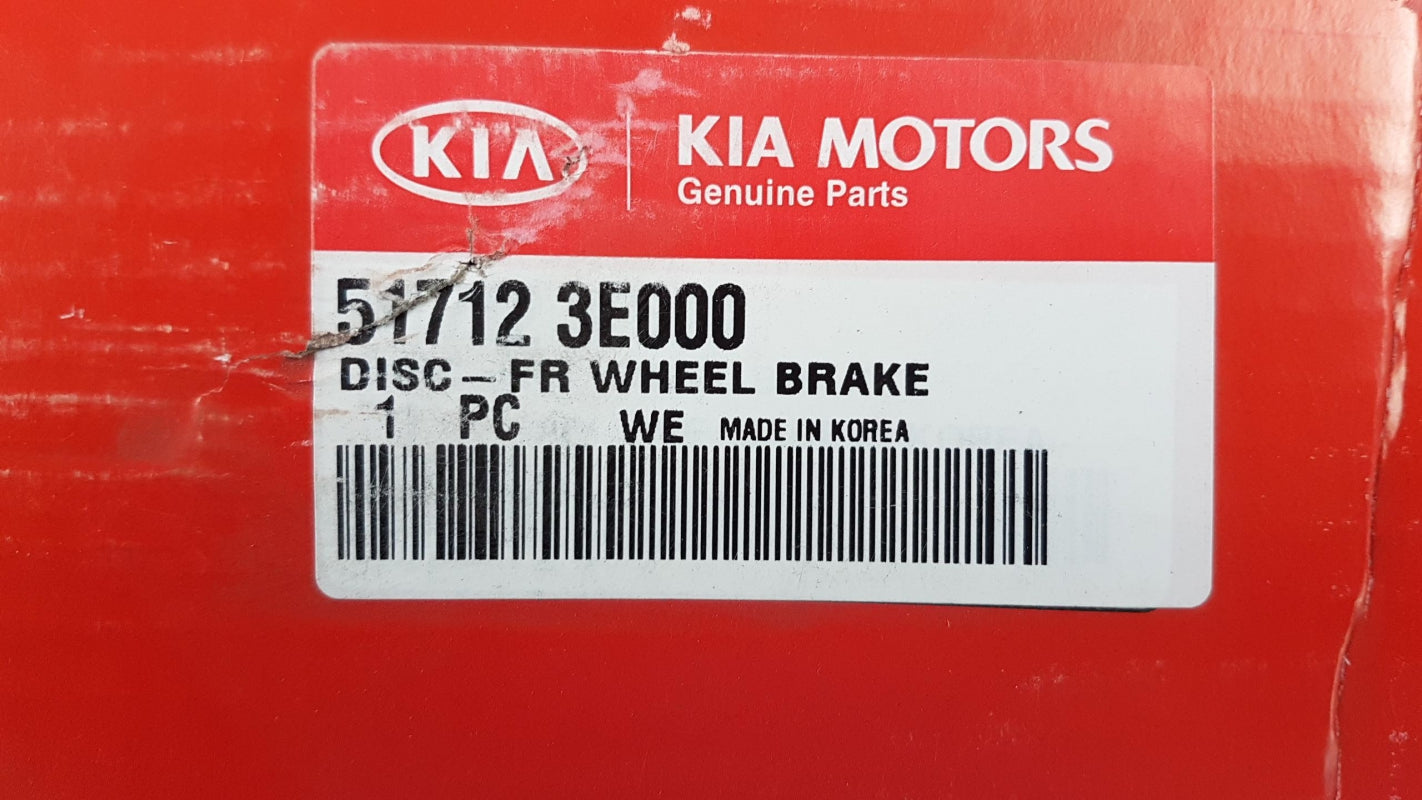 KIA
KIA MOTORS
Genuine Parts
51712 3E000
DISC-FR WHEEL BRAKE
1 PC WE MADE IN KOREA